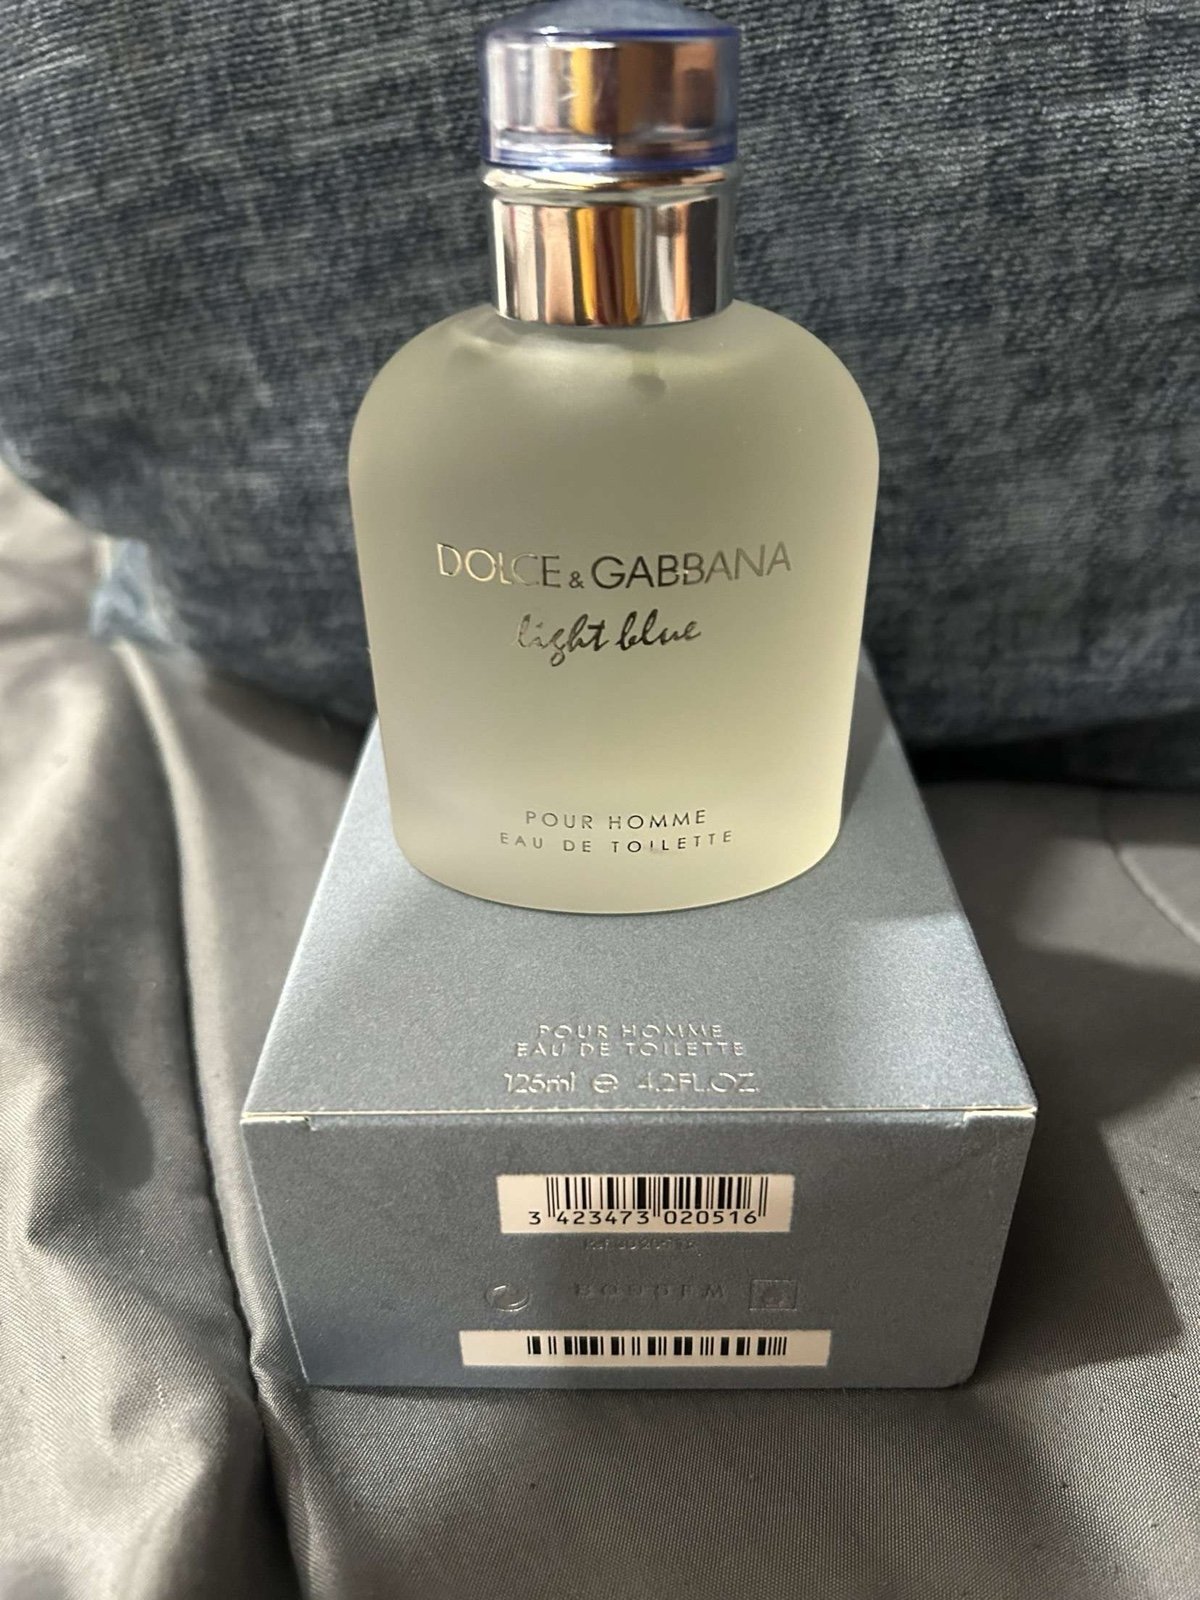 DOLCE & GABBANA
light blue
POUR HOMME
EAU DE TOILETTE
POUR HOMME
EAU DE TOILETTE
125ml ℮ 4.2FL.OZ.
3 423473 020516